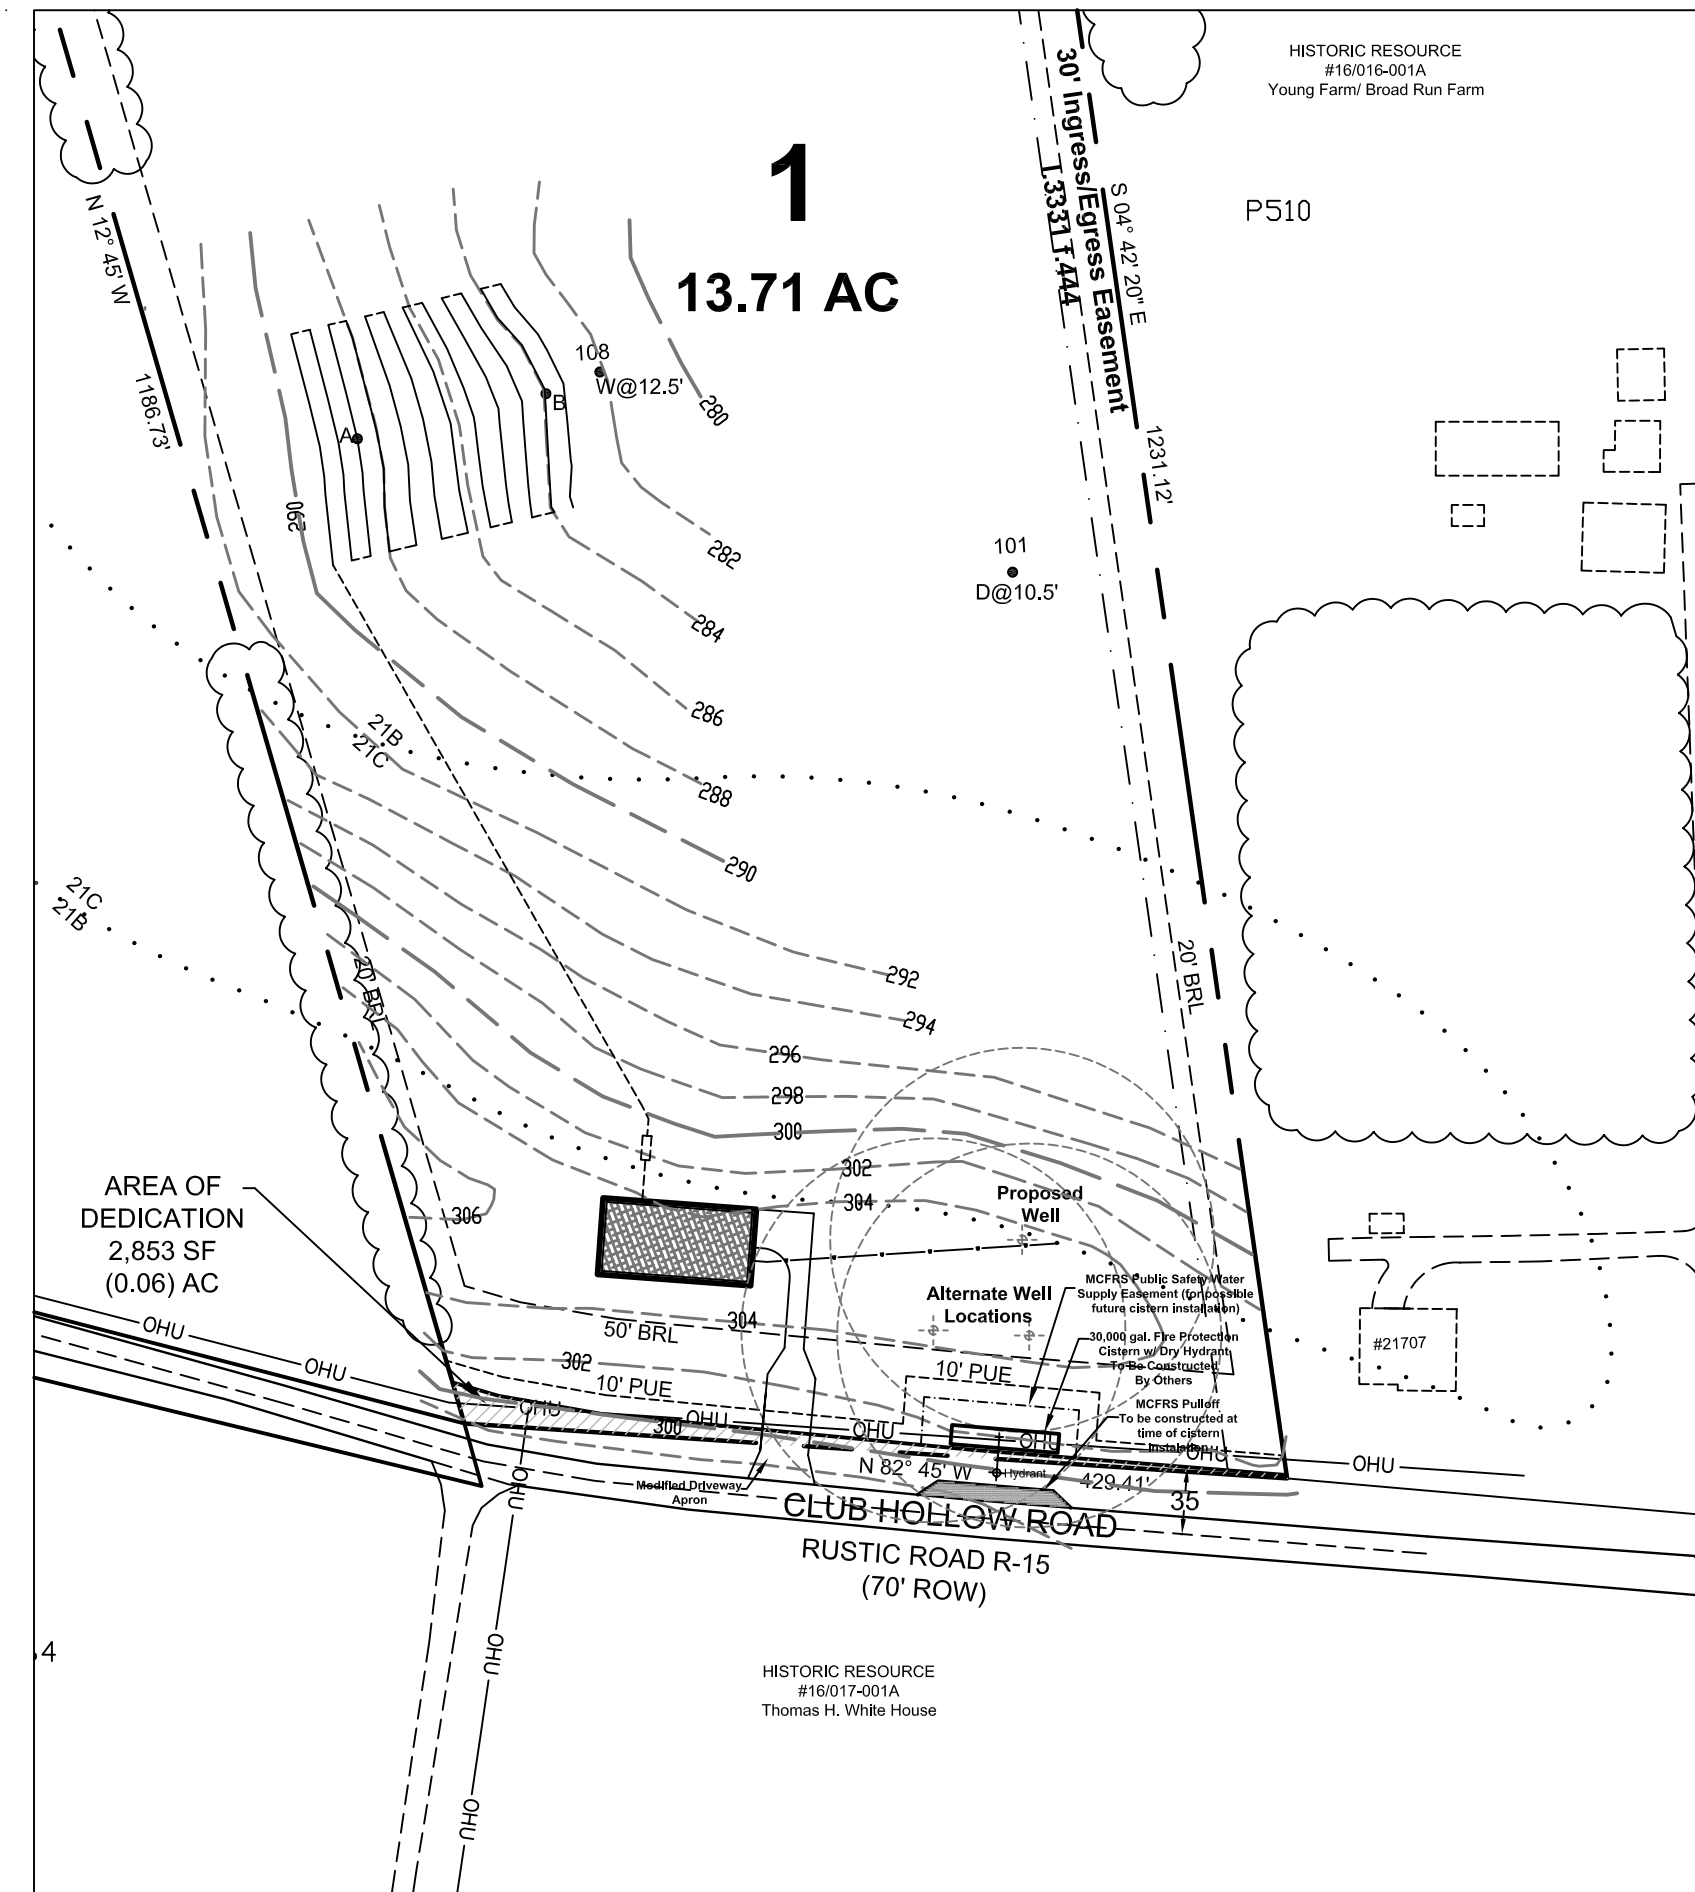 HISTORIC RESOURCE
#16/016-001A
Young Farm/ Broad Run Farm
1
13.71 AC
30' Ingress/Egress Easement
L.3331 F.444
S 04° 42' 20" E
1231.12'
P510
N 12° 45' W
1186.73'
108
W@12.5'
A
B
280
290
282
101
D@10.5'
284
286
21B
21C
288
290
21C
21B
20' BRL
20' BRL
292
294
296
298
300
302
304
306
AREA OF
DEDICATION
2,853 SF
(0.06) AC
Proposed
Well
Alternate Well
Locations
MCFRS Public Safety Water
Supply Easement (for possible
future cistern installation)
30,000 gal. Fire Protection
Cistern w/ Dry Hydrant
To Be Constructed
By Others
MCFRS Pulloff
To be constructed at
time of cistern
instalation
#21707
304
50' BRL
302
10' PUE
10' PUE
OHU
OHU
OHU
OHU
OHU
OHU
OHU
OHU
300
N 82° 45' W
429.41'
Hydrant
35
Modified Driveway
Apron
CLUB HOLLOW ROAD
RUSTIC ROAD R-15
(70' ROW)
OHU
OHU
OHU
4
HISTORIC RESOURCE
#16/017-001A
Thomas H. White House